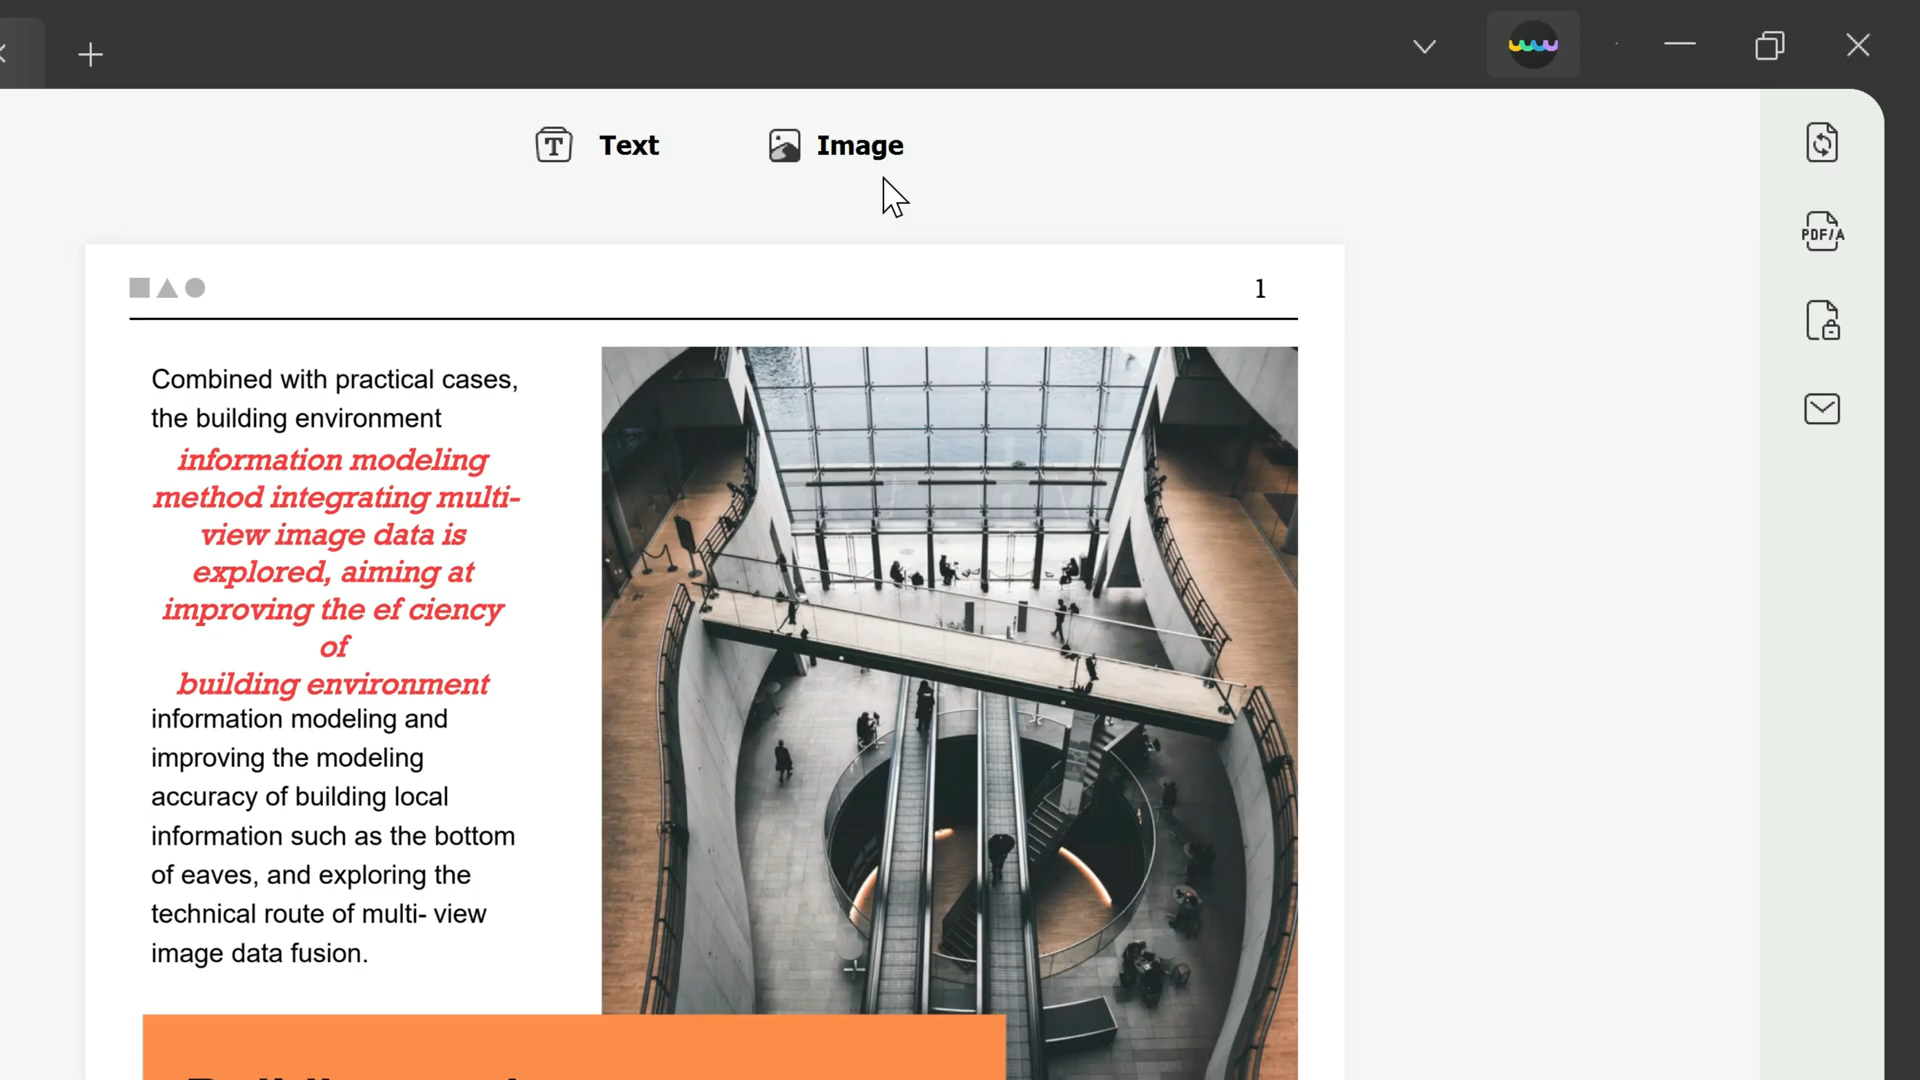 Text
Image
PDF/A
1
Combined with practical cases,
the building environment
information modeling
method integrating multi-
view image data is
explored, aiming at
improving the ef ciency
of
building environment
information modeling and
improving the modeling
accuracy of building local
information such as the bottom
of eaves, and exploring the
technical route of multi- view
image data fusion.